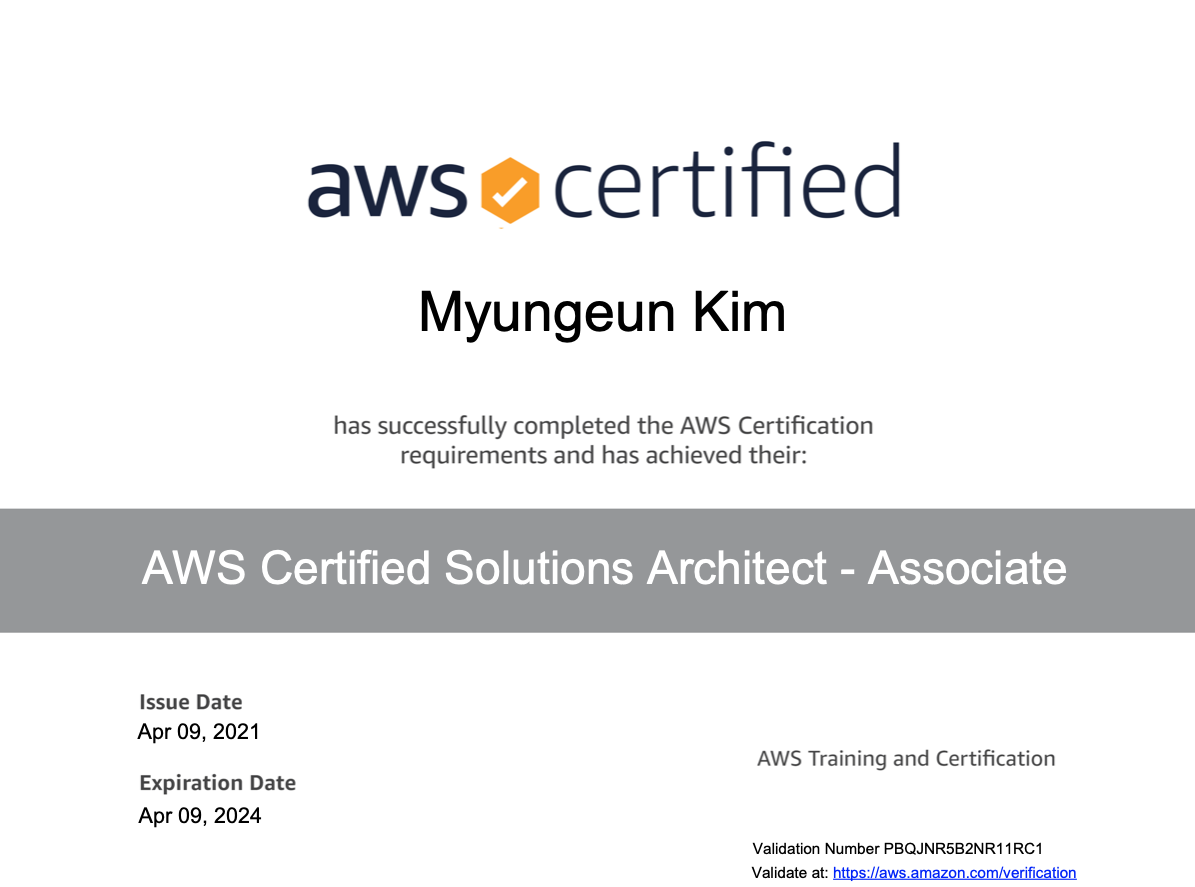 aws certified
Myungeun Kim
has successfully completed the AWS Certification
requirements and has achieved their:
AWS Certified Solutions Architect - Associate
Issue Date
Apr 09, 2021
Expiration Date
Apr 09, 2024
AWS Training and Certification
Validation Number PBQJNR5B2NR11RC1
Validate at: https://aws.amazon.com/verification